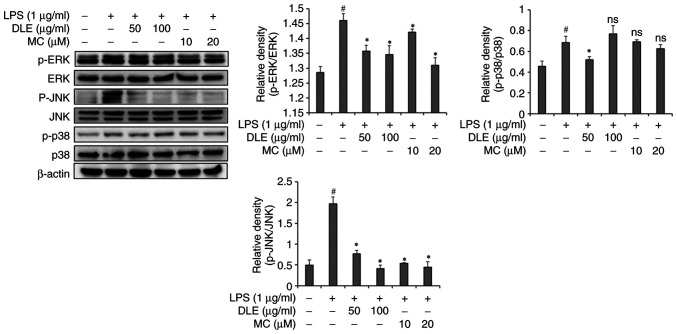 LPS (1 µg/ml) – + + + + +
DLE (µg/ml) – – 50 100 – –
MC (µM) – – – – 10 20
p-ERK
ERK
P-JNK
JNK
p-p38
p38
β-actin
Relative density
(p-ERK/ERK)
1.5
1.45
1.4
1.35
1.3
1.25
1.2
1.15
# * * * *
LPS (1 µg/ml) – + + + + +
DLE (µg/ml) – – 50 100 – –
MC (µM) – – – – 10 20
Relative density
(p-p38/p38)
1.0
0.8
0.6
0.4
0.2
0
# * ns ns ns
LPS (1 µg/ml) – + + + + +
DLE (µg/ml) – – 50 100 – –
MC (µM) – – – – 10 20
Relative density
(p-JNK/JNK)
2.5
2
1.5
1
0.5
0
# * * * *
LPS (1 µg/ml) – + + + + +
DLE (µg/ml) – – 50 100 – –
MC (µM) – – – – 10 20